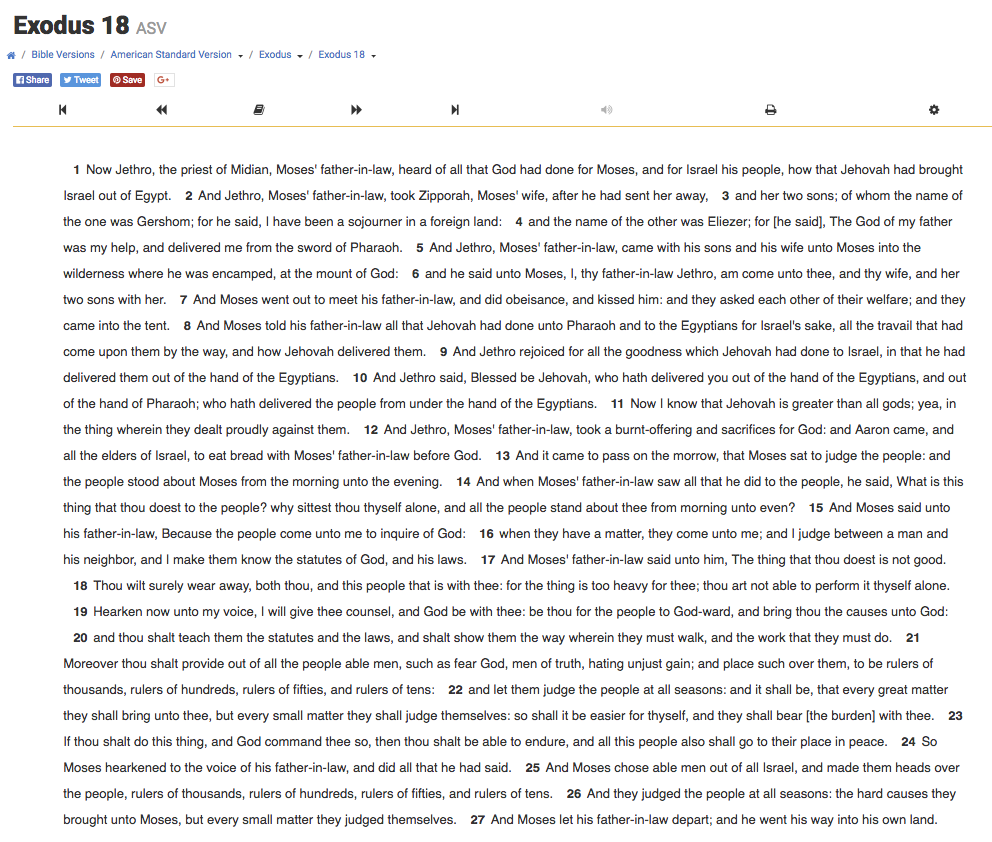 Exodus 18 ASV
/ Bible Versions / American Standard Version / Exodus / Exodus 18
Share Tweet Save G+
1 Now Jethro, the priest of Midian, Moses' father-in-law, heard of all that God had done for Moses, and for Israel his people, how that Jehovah had brought
Israel out of Egypt. 2 And Jethro, Moses' father-in-law, took Zipporah, Moses' wife, after he had sent her away, 3 and her two sons; of whom the name of
the one was Gershom; for he said, I have been a sojourner in a foreign land: 4 and the name of the other was Eliezer; for [he said], The God of my father
was my help, and delivered me from the sword of Pharaoh. 5 And Jethro, Moses' father-in-law, came with his sons and his wife unto Moses into the
wilderness where he was encamped, at the mount of God: 6 and he said unto Moses, I, thy father-in-law Jethro, am come unto thee, and thy wife, and her
two sons with her. 7 And Moses went out to meet his father-in-law, and did obeisance, and kissed him: and they asked each other of their welfare; and they
came into the tent. 8 And Moses told his father-in-law all that Jehovah had done unto Pharaoh and to the Egyptians for Israel's sake, all the travail that had
come upon them by the way, and how Jehovah delivered them. 9 And Jethro rejoiced for all the goodness which Jehovah had done to Israel, in that he had
delivered them out of the hand of the Egyptians. 10 And Jethro said, Blessed be Jehovah, who hath delivered you out of the hand of the Egyptians, and out
of the hand of Pharaoh; who hath delivered the people from under the hand of the Egyptians. 11 Now I know that Jehovah is greater than all gods; yea, in
the thing wherein they dealt proudly against them. 12 And Jethro, Moses' father-in-law, took a burnt-offering and sacrifices for God: and Aaron came, and
all the elders of Israel, to eat bread with Moses' father-in-law before God. 13 And it came to pass on the morrow, that Moses sat to judge the people: and
the people stood about Moses from the morning unto the evening. 14 And when Moses' father-in-law saw all that he did to the people, he said, What is this
thing that thou doest to the people? why sittest thou thyself alone, and all the people stand about thee from morning unto even? 15 And Moses said unto
his father-in-law, Because the people come unto me to inquire of God: 16 when they have a matter, they come unto me; and I judge between a man and
his neighbor, and I make them know the statutes of God, and his laws. 17 And Moses' father-in-law said unto him, The thing that thou doest is not good.
18 Thou wilt surely wear away, both thou, and this people that is with thee: for the thing is too heavy for thee; thou art not able to perform it thyself alone.
19 Hearken now unto my voice, I will give thee counsel, and God be with thee: be thou for the people to God-ward, and bring thou the causes unto God:
20 and thou shalt teach them the statutes and the laws, and shalt show them the way wherein they must walk, and the work that they must do. 21
Moreover thou shalt provide out of all the people able men, such as fear God, men of truth, hating unjust gain; and place such over them, to be rulers of
thousands, rulers of hundreds, rulers of fifties, and rulers of tens: 22 and let them judge the people at all seasons: and it shall be, that every great matter
they shall bring unto thee, but every small matter they shall judge themselves: so shall it be easier for thyself, and they shall bear [the burden] with thee. 23
If thou shalt do this thing, and God command thee so, then thou shalt be able to endure, and all this people also shall go to their place in peace. 24 So
Moses hearkened to the voice of his father-in-law, and did all that he had said. 25 And Moses chose able men out of all Israel, and made them heads over
the people, rulers of thousands, rulers of hundreds, rulers of fifties, and rulers of tens. 26 And they judged the people at all seasons: the hard causes they
brought unto Moses, but every small matter they judged themselves. 27 And Moses let his father-in-law depart; and he went his way into his own land.